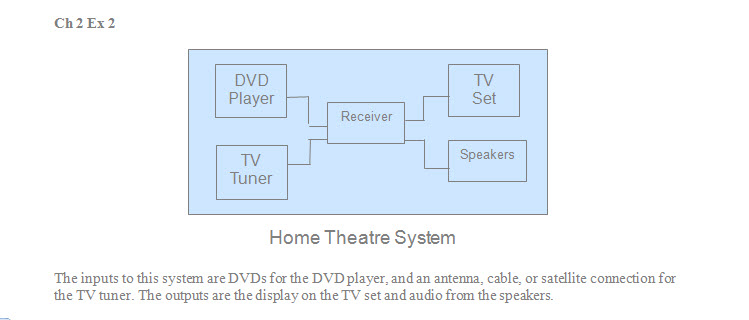 Ch 2 Ex 2
DVD
Player
TV
Set
Receiver
TV
Tuner
Speakers
Home Theatre System
The inputs to this system are DVDs for the DVD player, and an antenna, cable, or satellite connection for
the TV tuner. The outputs are the display on the TV set and audio from the speakers.